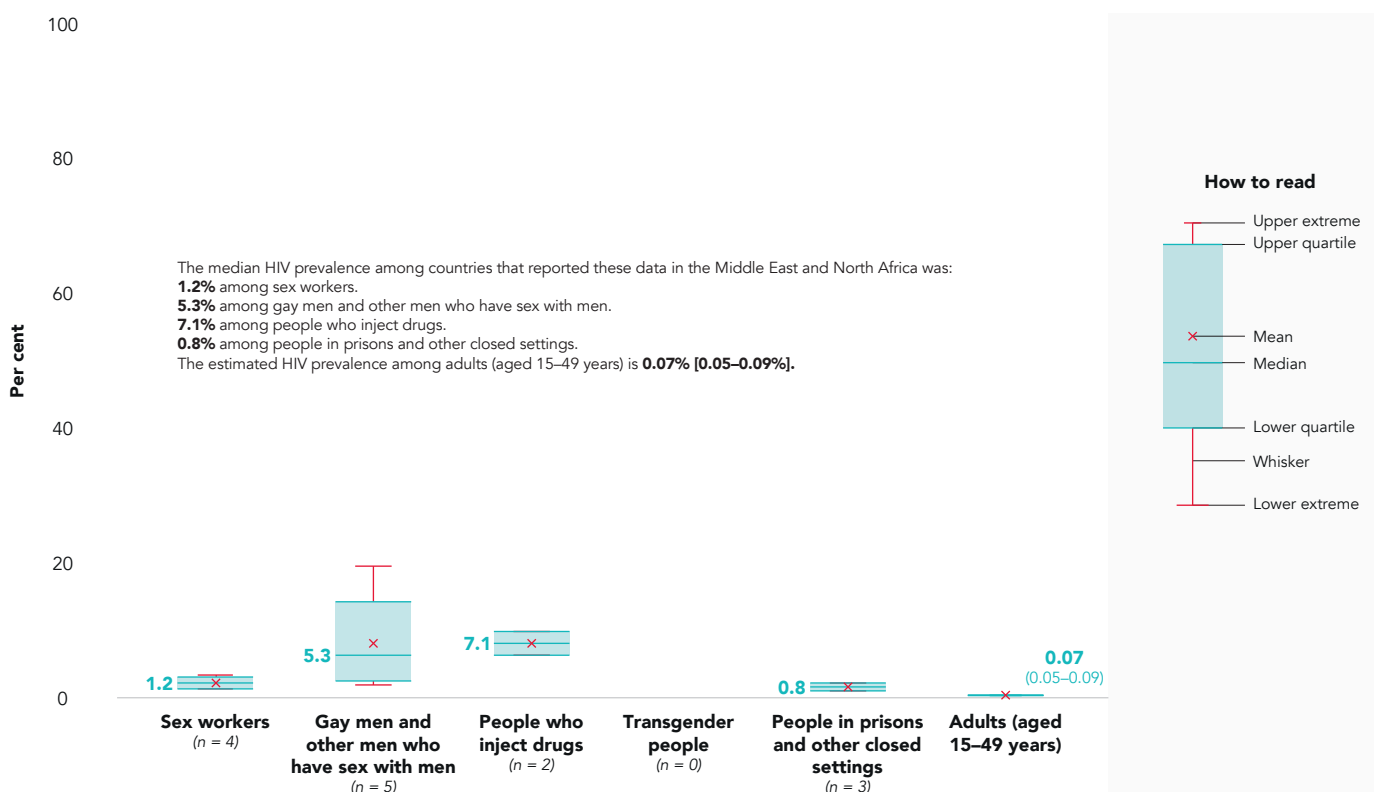 100
80
60
40
20
0
Per cent
The median HIV prevalence among countries that reported these data in the Middle East and North Africa was:
1.2% among sex workers.
5.3% among gay men and other men who have sex with men.
7.1% among people who inject drugs.
0.8% among people in prisons and other closed settings.
The estimated HIV prevalence among adults (aged 15–49 years) is 0.07% [0.05–0.09%].
1.2
5.3
7.1
0.8
0.07
(0.05–0.09)
Sex workers
(n = 4)
Gay men and
other men who
have sex with men
(n = 5)
People who
inject drugs
(n = 2)
Transgender
people
(n = 0)
People in prisons
and other closed
settings
(n = 3)
Adults (aged
15–49 years)
How to read
Upper extreme
Upper quartile
Mean
Median
Lower quartile
Whisker
Lower extreme